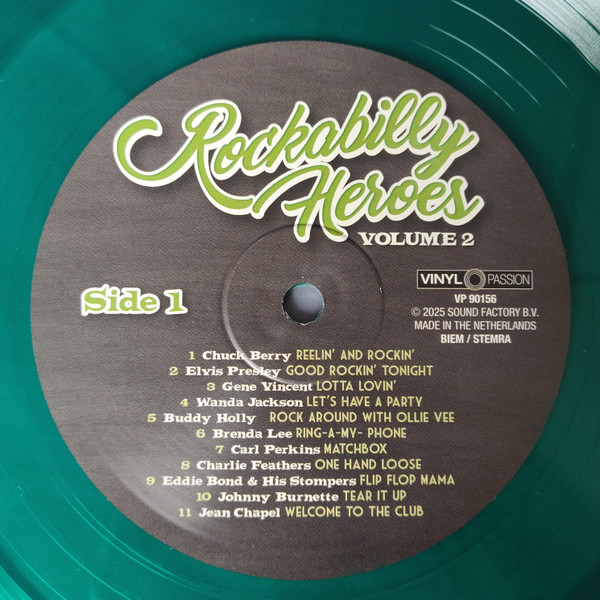 Rockabilly
Heroes
VOLUME 2
Side 1
VINYL PASSION
VP 90156
© 2025 SOUND FACTORY B.V.
MADE IN THE NETHERLANDS
BIEM / STEMRA
1 Chuck Berry REELIN' AND ROCKIN'
2 Elvis Presley GOOD ROCKIN' TONIGHT
3 Gene Vincent LOTTA LOVIN'
4 Wanda Jackson LET'S HAVE A PARTY
5 Buddy Holly ROCK AROUND WITH OLLIE VEE
6 Brenda Lee RING-A-MY- PHONE
7 Carl Perkins MATCHBOX
8 Charlie Feathers ONE HAND LOOSE
9 Eddie Bond & His Stompers FLIP FLOP MAMA
10 Johnny Burnette TEAR IT UP
11 Jean Chapel WELCOME TO THE CLUB